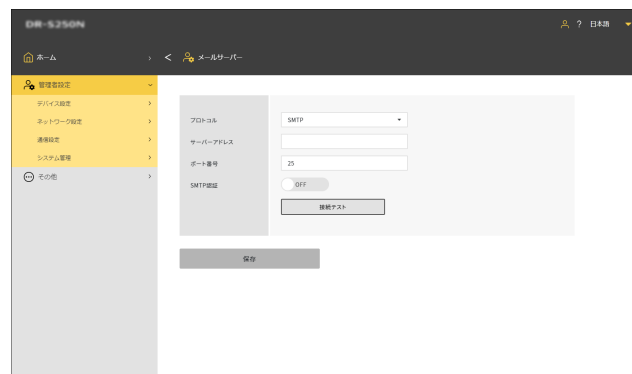 DR-S250N
? 日本語
ホーム
メールサーバー
管理者設定
デバイス設定
ネットワーク設定
通信設定
システム管理
その他
プロトコル SMTP
サーバーアドレス
ポート番号 25
SMTP認証 OFF
接続テスト
保存